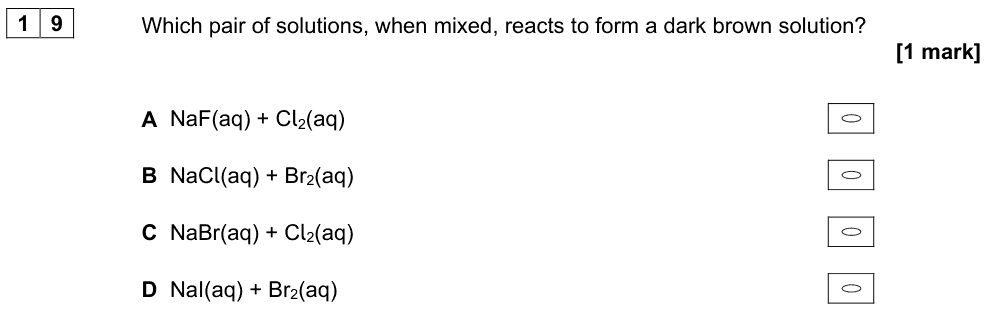 1 9 Which pair of solutions, when mixed, reacts to form a dark brown solution?
[1 mark]
A NaF(aq) + Cl₂(aq)
B NaCl(aq) + Br₂(aq)
C NaBr(aq) + Cl₂(aq)
D NaI(aq) + Br₂(aq)